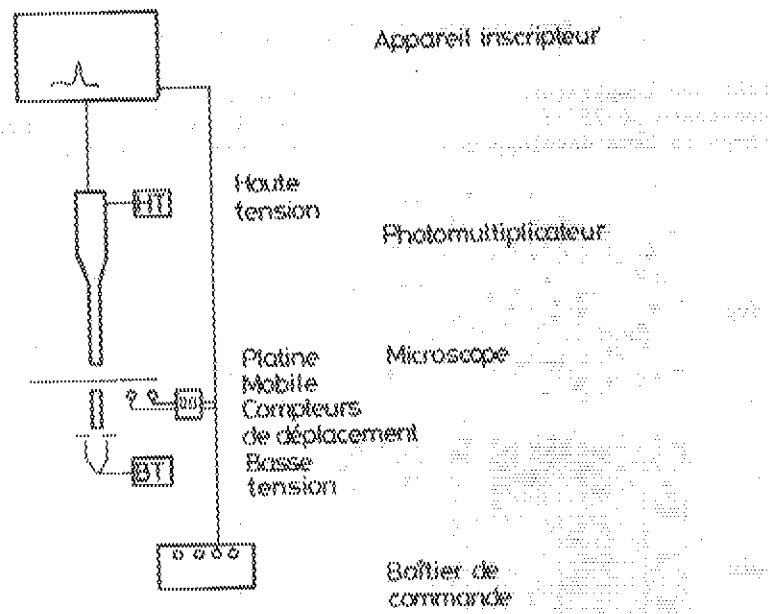 Appareil inscripteur
HT
Haute
tension
Photomultiplicateur
Platine
Mobile
Compteurs
de déplacement
Basse
tension
Microscope
BT
Boîtier de
commande